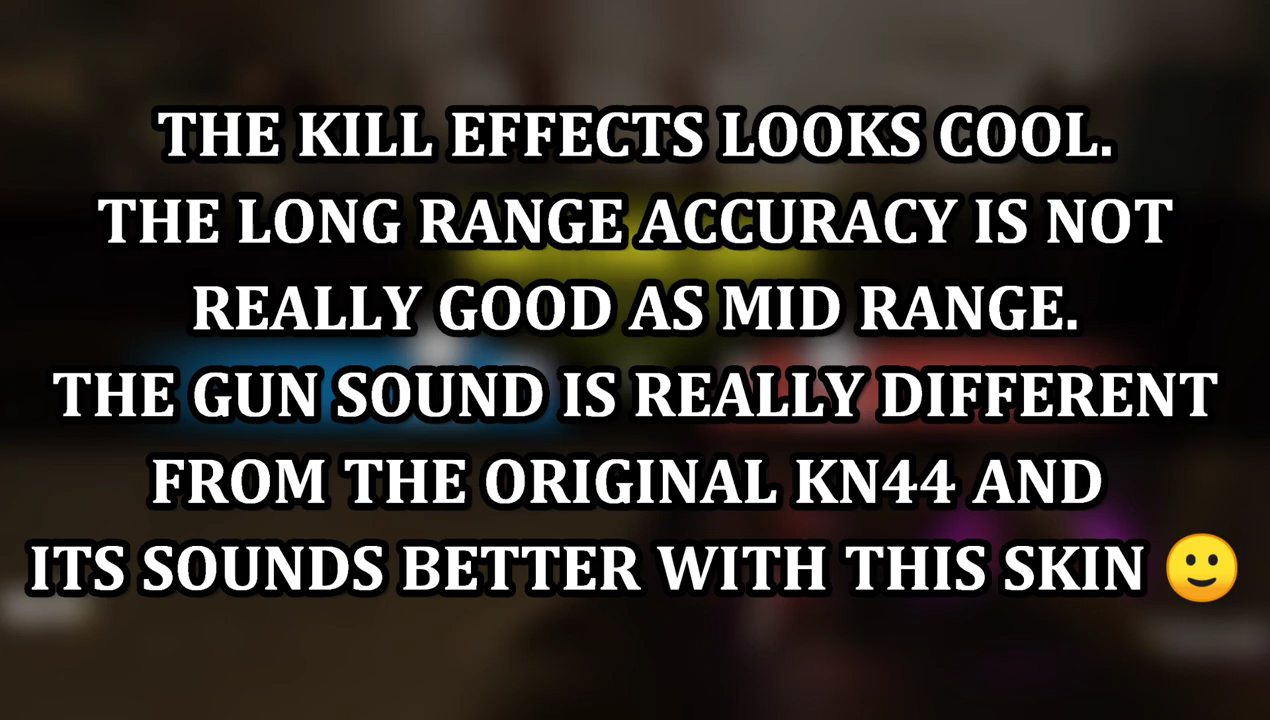 THE KILL EFFECTS LOOKS COOL.
THE LONG RANGE ACCURACY IS NOT
REALLY GOOD AS MID RANGE.
THE GUN SOUND IS REALLY DIFFERENT
FROM THE ORIGINAL KN44 AND
ITS SOUNDS BETTER WITH THIS SKIN 🙂